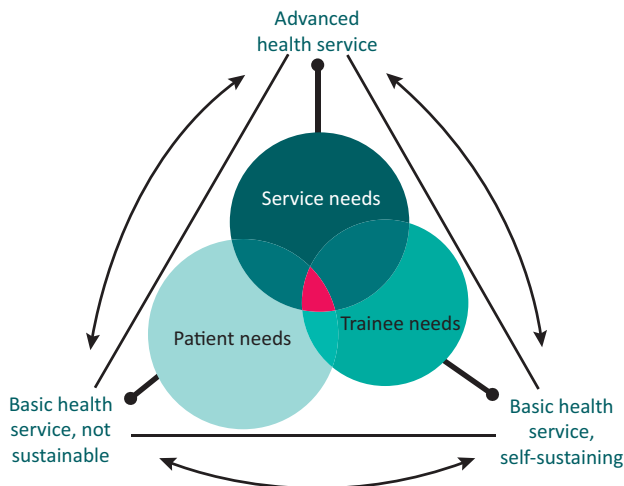 Advanced
health service
Service needs
Patient needs
Trainee needs
Basic health
service, not
sustainable
Basic health
service,
self-sustaining